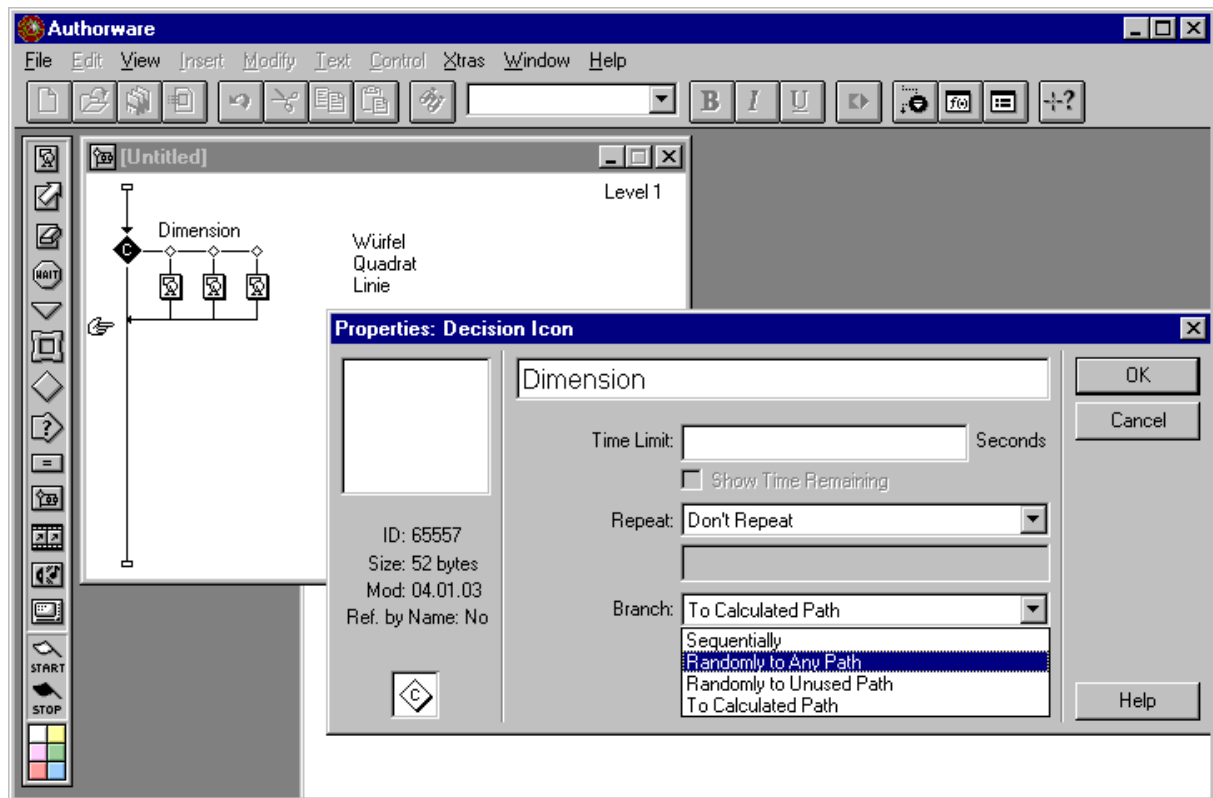 Authorware
File Edit View Insert Modify Text Control Xtras Window Help
B I U f() ?
[Untitled]
Level 1
Dimension
C
Würfel
Quadrat
Linie
WAIT
?
=
START
STOP
Properties: Decision Icon
Dimension
OK
Cancel
Time Limit: Seconds
Show Time Remaining
Repeat: Don't Repeat
ID: 65557
Size: 52 bytes
Mod: 04.01.03
Ref. by Name: No
Branch: To Calculated Path
Sequentially
Randomly to Any Path
Randomly to Unused Path
To Calculated Path
C
Help